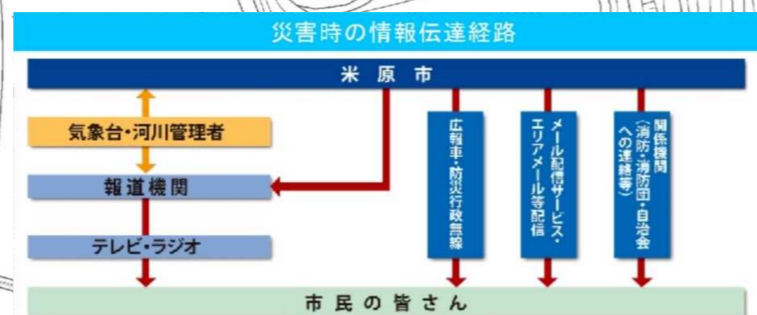 災害時の情報伝達経路
米原市
気象台・河川管理者
報道機関
テレビ・ラジオ
広報車・防災行政無線
メール配信サービス・
エリアメール等配信
関係機関
（消防・消防団・自治会
への連絡等）
市民の皆さん